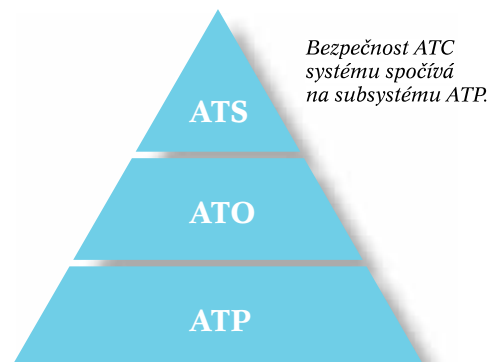 ATS
Bezpečnost ATC
systému spočívá
na subsystému ATP.
ATO
ATP